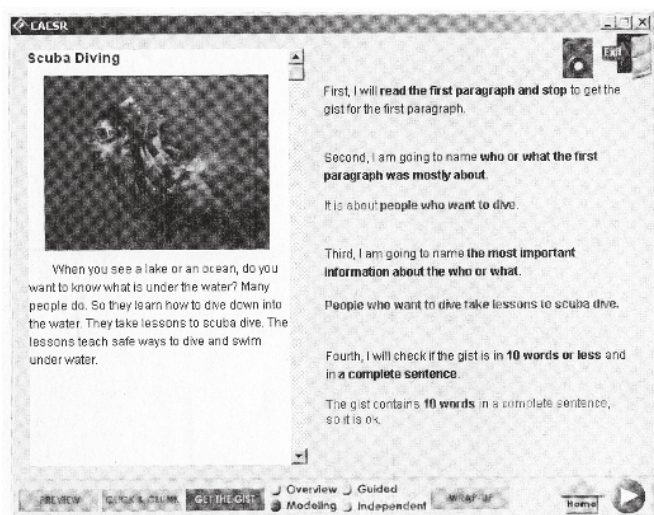 CACSR
Exit
Scuba Diving
When you see a lake or an ocean, do you
want to know what is under the water? Many
people do. So they learn how to dive down into
the water. They take lessons to scuba dive. The
lessons teach safe ways to dive and swim
under water.
First, I will read the first paragraph and stop to get the
gist for the first paragraph.
Second, I am going to name who or what the first
paragraph was mostly about.
It is about people who want to dive.
Third, I am going to name the most important
information about the who or what.
People who want to dive take lessons to scuba dive.
Fourth, I will check if the gist is in 10 words or less and
in a complete sentence.
The gist contains 10 words in a complete sentence,
so it is ok.
PREVIEW
CLICK & CLUNK
GET THE GIST
Overview
Guided
Modeling
Independent
WRAP-UP
Home